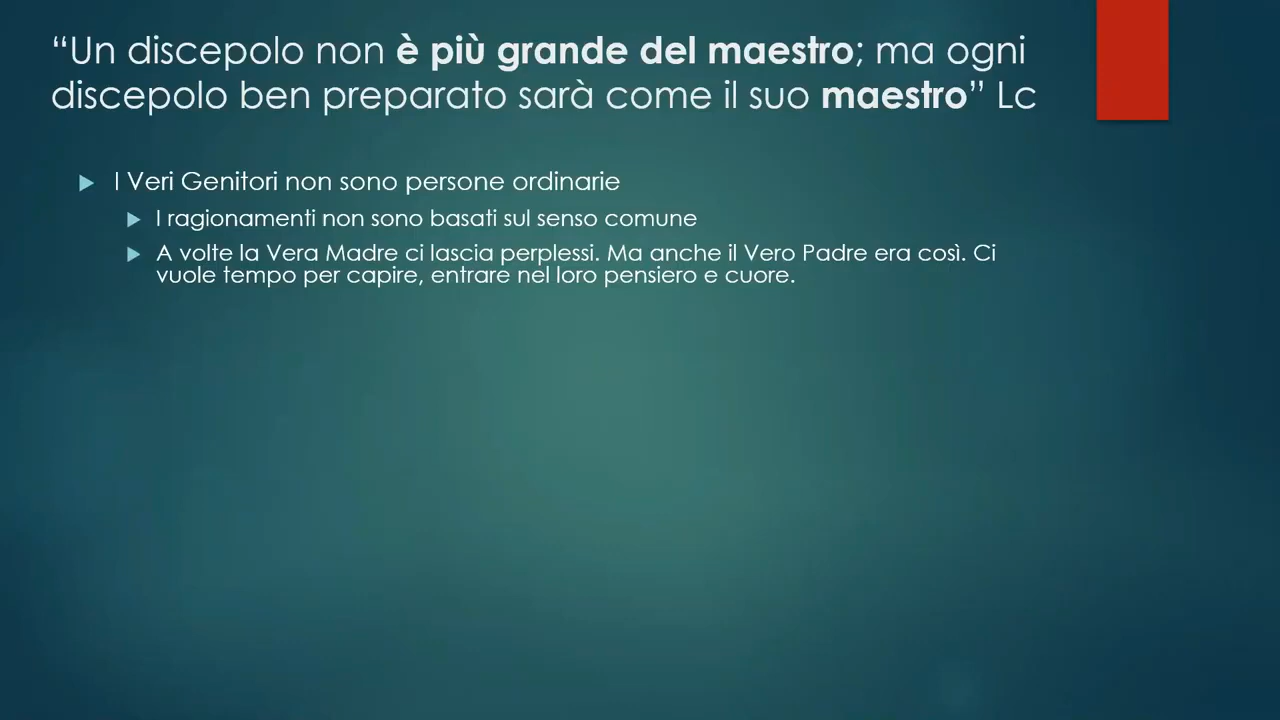 “Un discepolo non è più grande del maestro; ma ogni
discepolo ben preparato sarà come il suo maestro” Lc
I Veri Genitori non sono persone ordinarie
I ragionamenti non sono basati sul senso comune
A volte la Vera Madre ci lascia perplessi. Ma anche il Vero Padre era così. Ci
vuole tempo per capire, entrare nel loro pensiero e cuore.